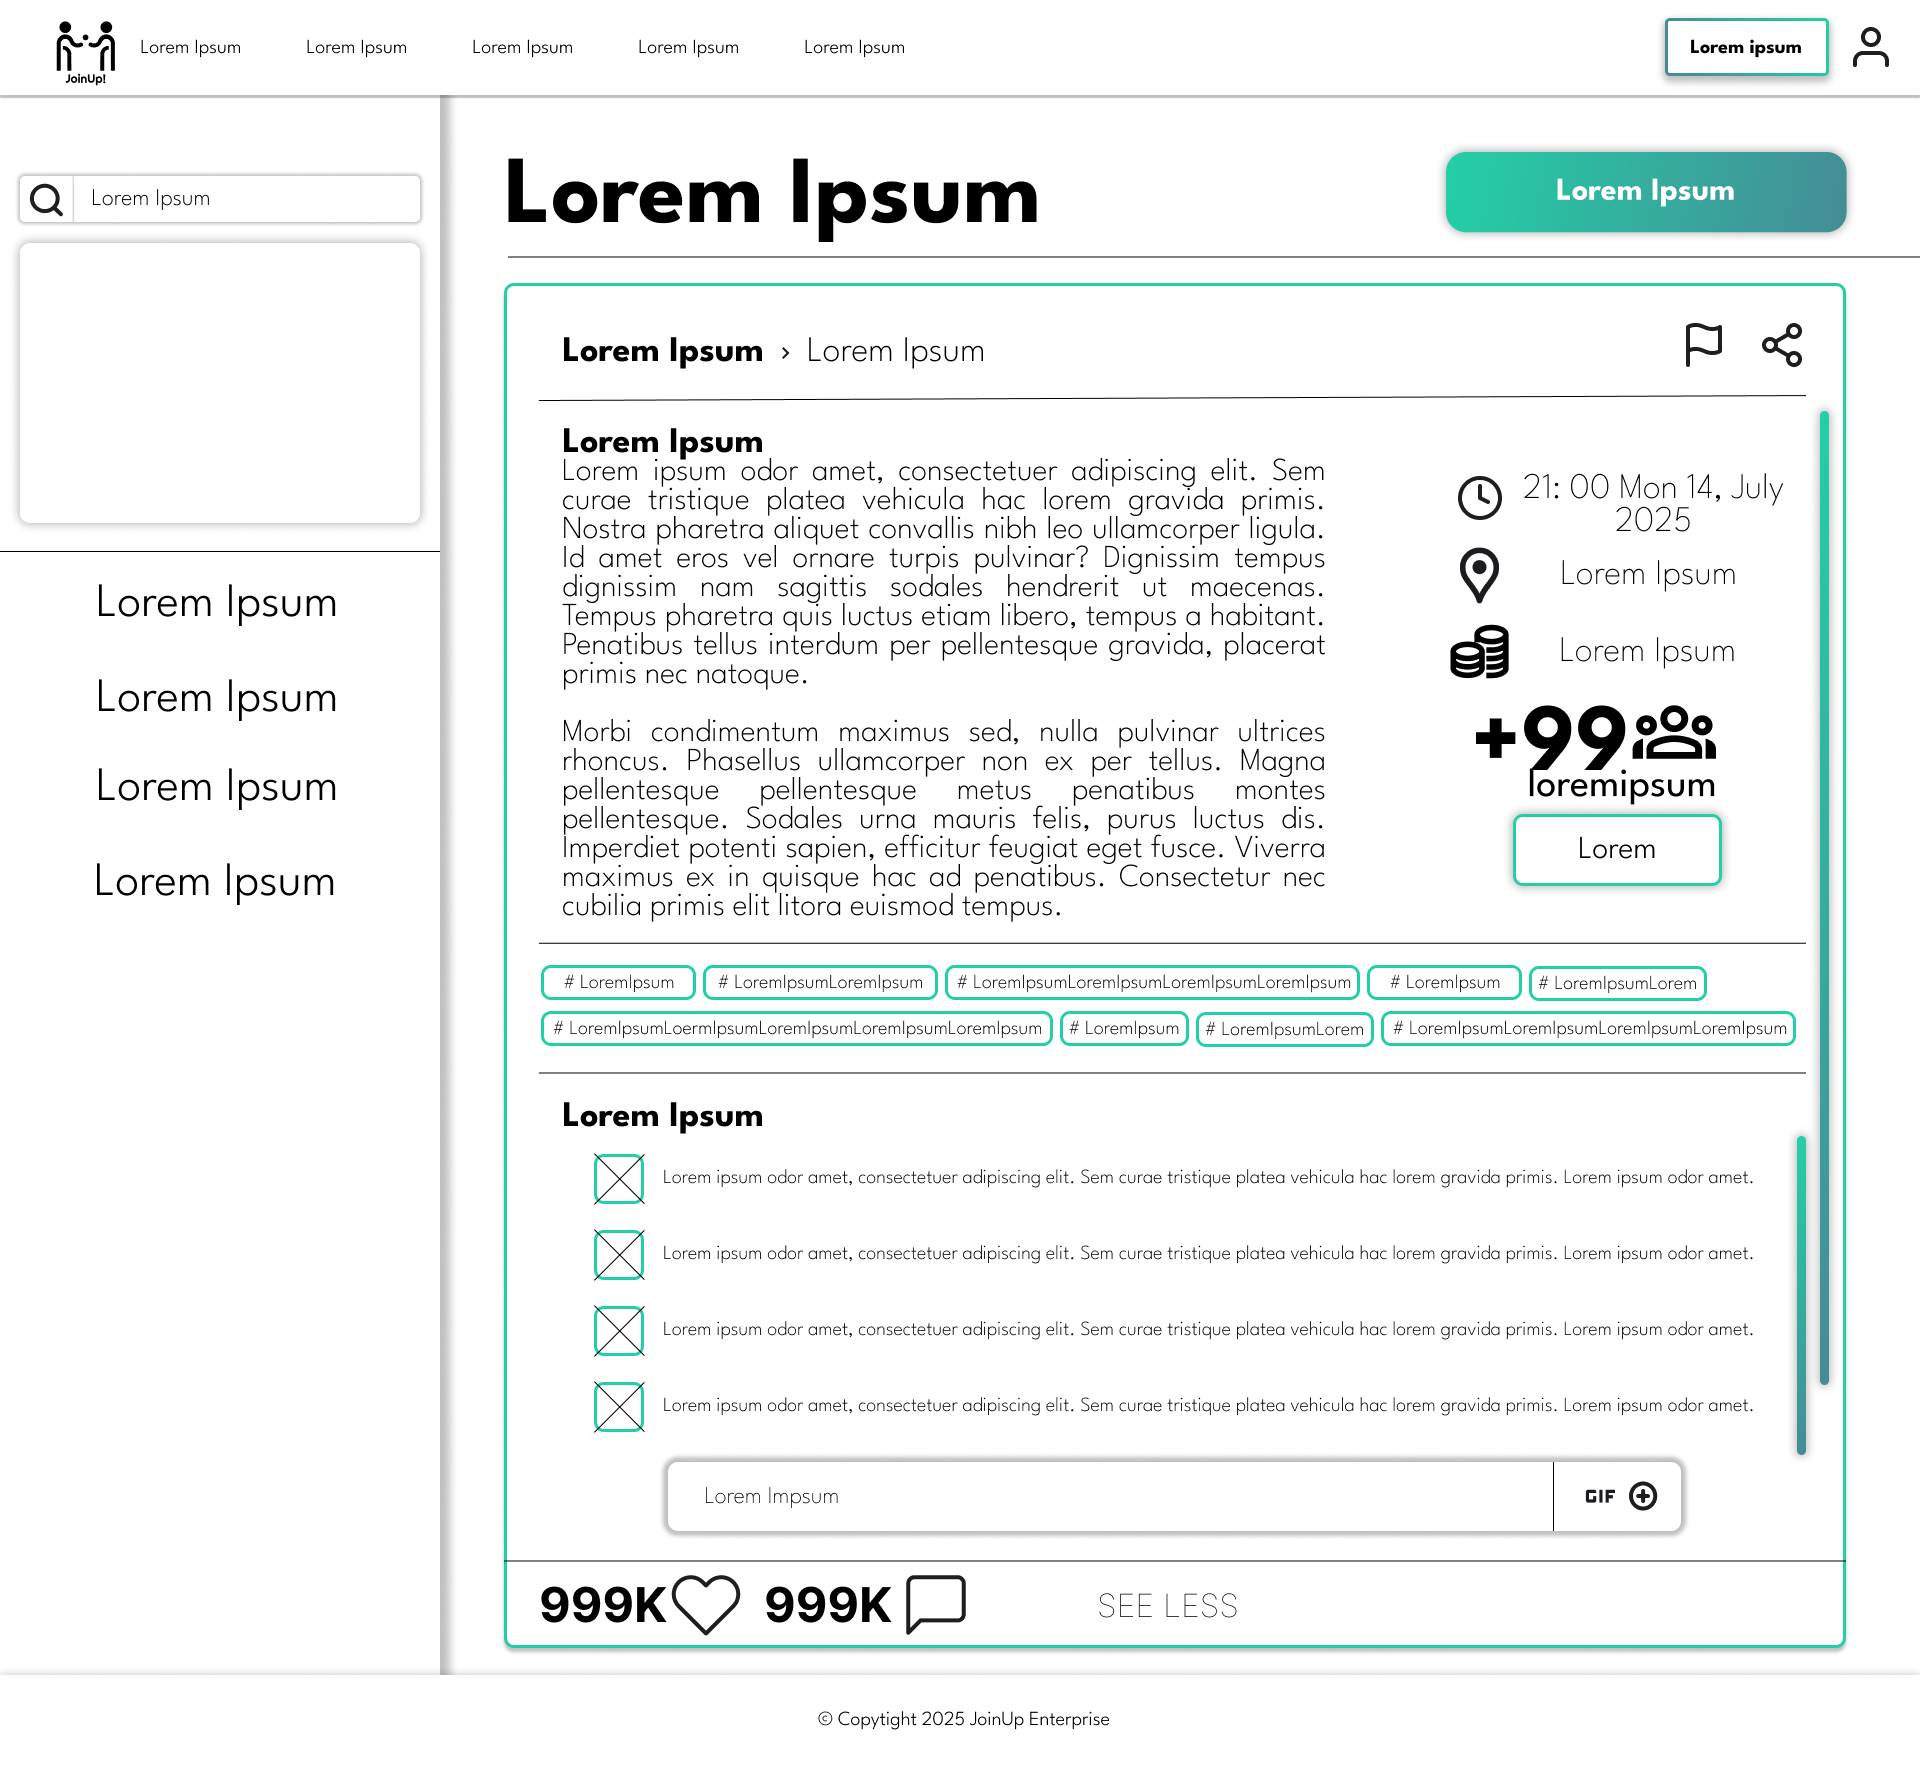 JoinUp!
Lorem Ipsum
Lorem Ipsum
Lorem Ipsum
Lorem Ipsum
Lorem Ipsum
Lorem ipsum
Lorem Ipsum
Lorem Ipsum
Lorem Ipsum
Lorem Ipsum
Lorem Ipsum
Lorem Ipsum
Lorem Ipsum
Lorem Ipsum › Lorem Ipsum
Lorem Ipsum
Lorem ipsum odor amet, consectetuer adipiscing elit. Sem
curae tristique platea vehicula hac lorem gravida primis.
Nostra pharetra aliquet convallis nibh leo ullamcorper ligula.
Id amet eros vel ornare turpis pulvinar? Dignissim tempus
dignissim nam sagittis sodales hendrerit ut maecenas.
Tempus pharetra quis luctus etiam libero, tempus a habitant.
Penatibus tellus interdum per pellentesque gravida, placerat
primis nec natoque.
Morbi condimentum maximus sed, nulla pulvinar ultrices
rhoncus. Phasellus ullamcorper non ex per tellus. Magna
pellentesque pellentesque metus penatibus montes
pellentesque. Sodales urna mauris felis, purus luctus dis.
Imperdiet potenti sapien, efficitur feugiat eget fusce. Viverra
maximus ex in quisque hac ad penatibus. Consectetur nec
cubilia primis elit litora euismod tempus.
21: 00 Mon 14, July
2025
Lorem Ipsum
Lorem Ipsum
+99
loremipsum
Lorem
# LoremIpsum
# LoremIpsumLoremIpsum
# LoremIpsumLoremIpsumLoremIpsumLoremIpsum
# LoremIpsum
# LoremIpsumLorem
# LoremIpsumLoermIpsumLoremIpsumLoremIpsumLoremIpsum
# LoremIpsum
# LoremIpsumLorem
# LoremIpsumLoremIpsumLoremIpsumLoremIpsum
Lorem Ipsum
Lorem ipsum odor amet, consectetuer adipiscing elit. Sem curae tristique platea vehicula hac lorem gravida primis. Lorem ipsum odor amet.
Lorem ipsum odor amet, consectetuer adipiscing elit. Sem curae tristique platea vehicula hac lorem gravida primis. Lorem ipsum odor amet.
Lorem ipsum odor amet, consectetuer adipiscing elit. Sem curae tristique platea vehicula hac lorem gravida primis. Lorem ipsum odor amet.
Lorem ipsum odor amet, consectetuer adipiscing elit. Sem curae tristique platea vehicula hac lorem gravida primis. Lorem ipsum odor amet.
Lorem Impsum
GIF
999K
999K
SEE LESS
© Copytight 2025 JoinUp Enterprise